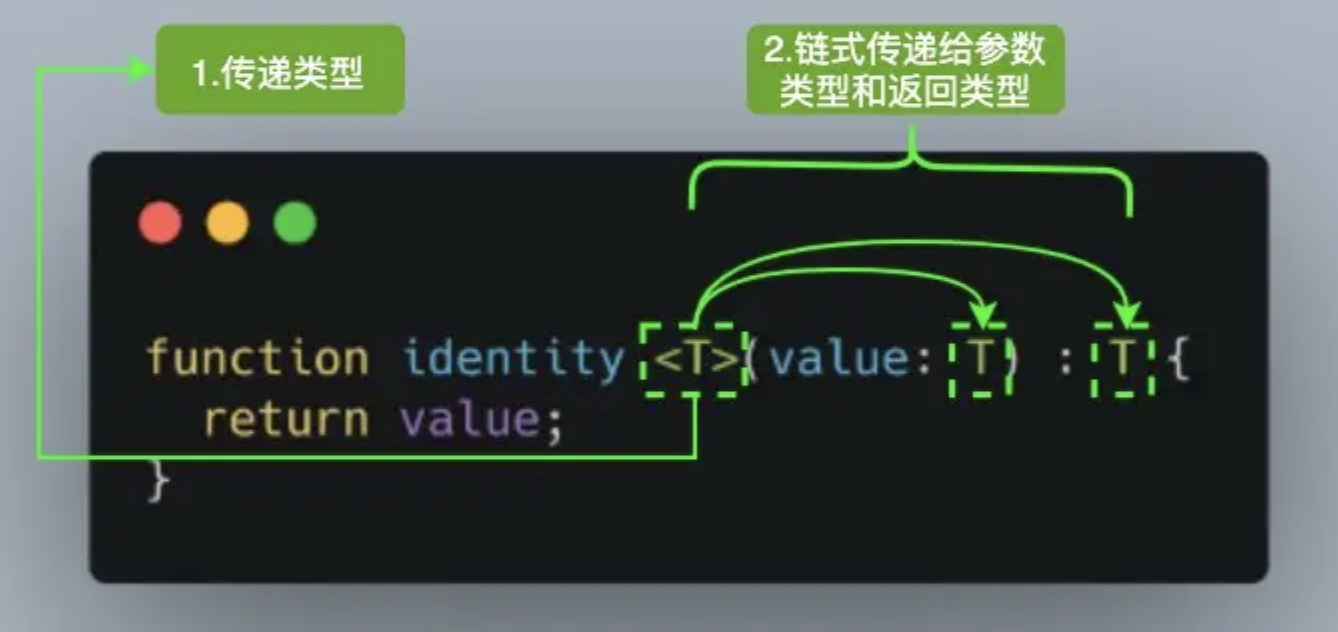 1.传递类型
2.链式传递给参数
类型和返回类型
function identity <T>(value: T) : T {
  return value;
}